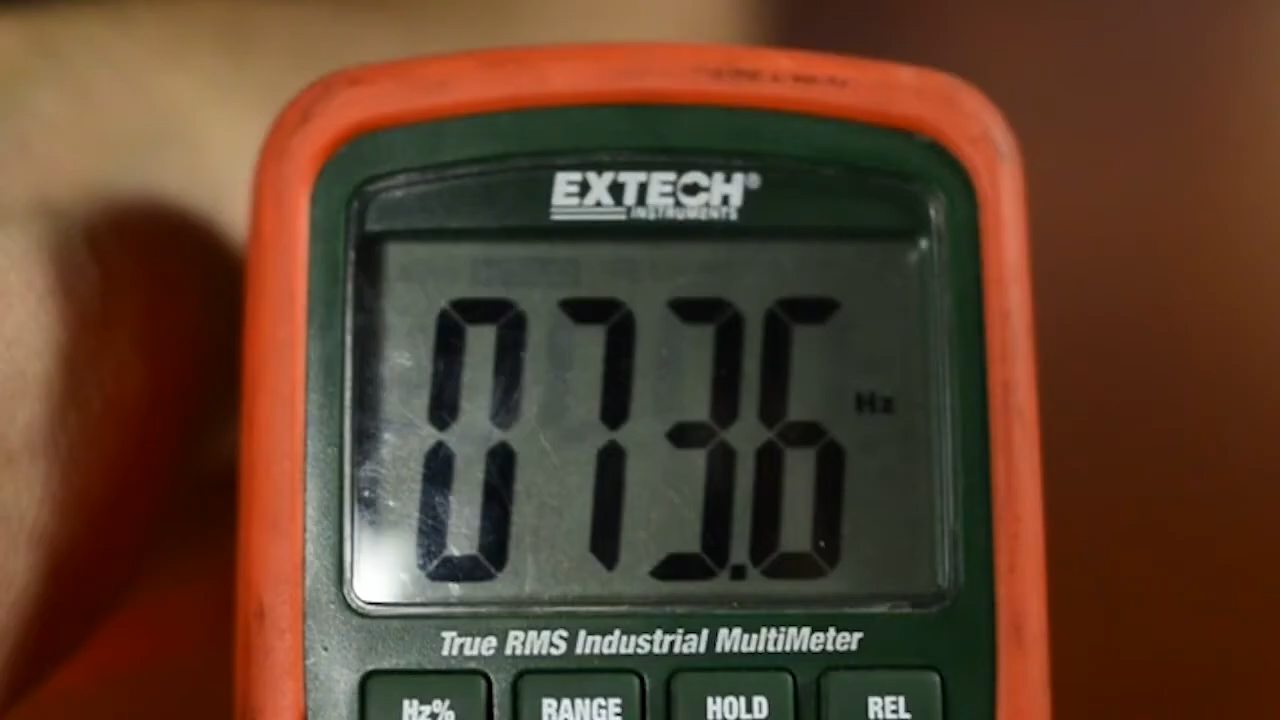 EXTECH®
INSTRUMENTS
073.6 Hz
True RMS Industrial MultiMeter
Hz% RANGE HOLD REL